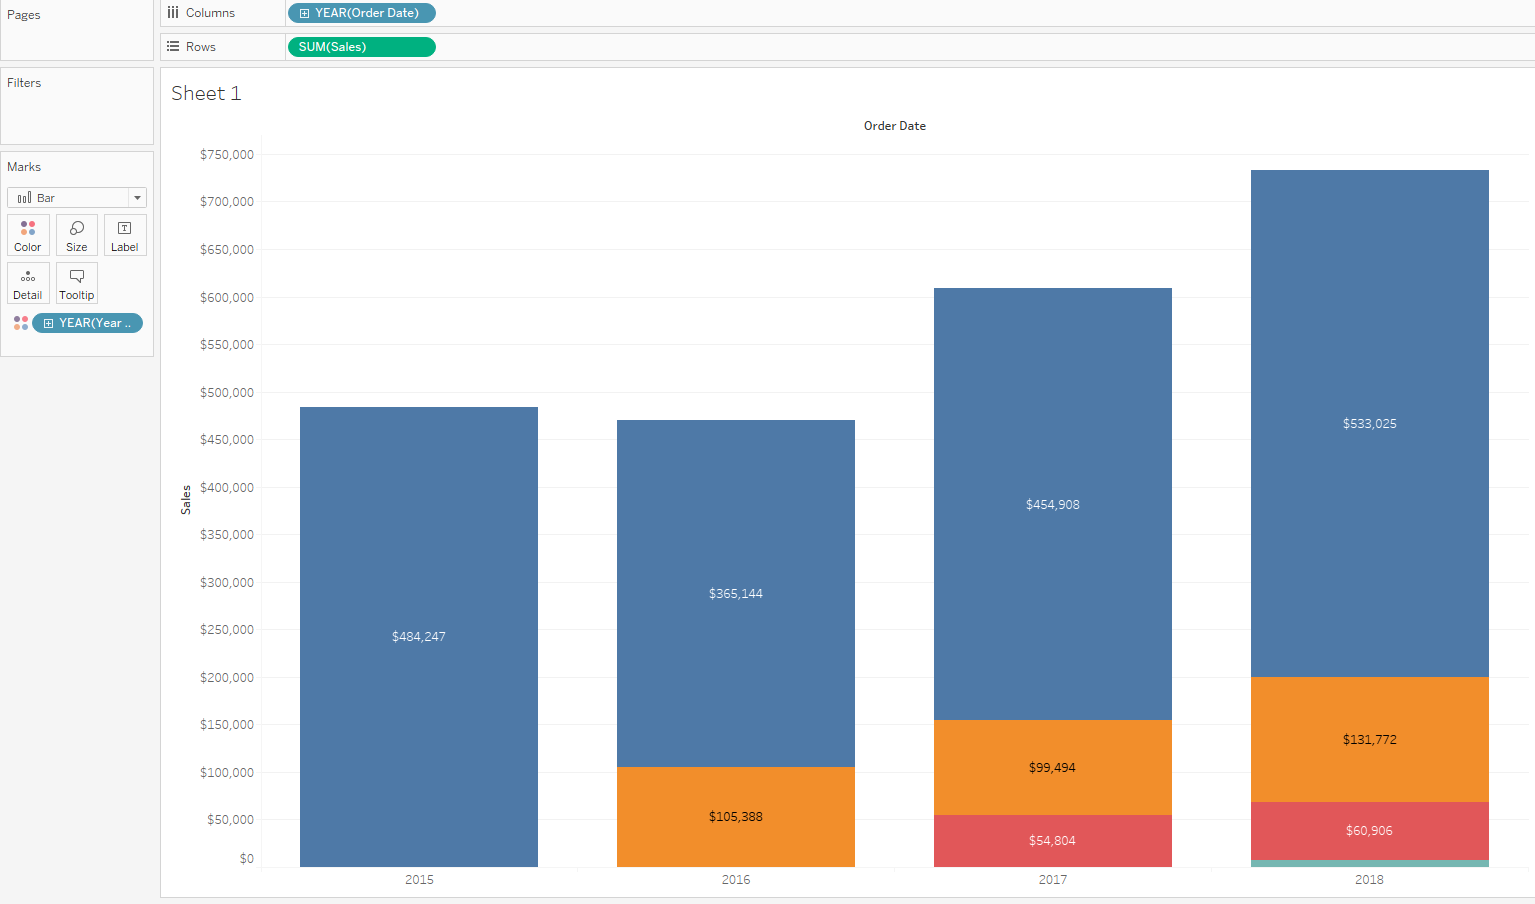 Pages
Columns
YEAR(Order Date)
Rows
SUM(Sales)
Filters
Sheet 1
Marks
Bar
Color
Size
Label
Detail
Tooltip
YEAR(Year ..
Order Date
Sales
$750,000
$700,000
$650,000
$600,000
$550,000
$500,000
$450,000
$400,000
$350,000
$300,000
$250,000
$200,000
$150,000
$100,000
$50,000
$0
$484,247
$365,144
$105,388
$454,908
$99,494
$54,804
$533,025
$131,772
$60,906
2015
2016
2017
2018